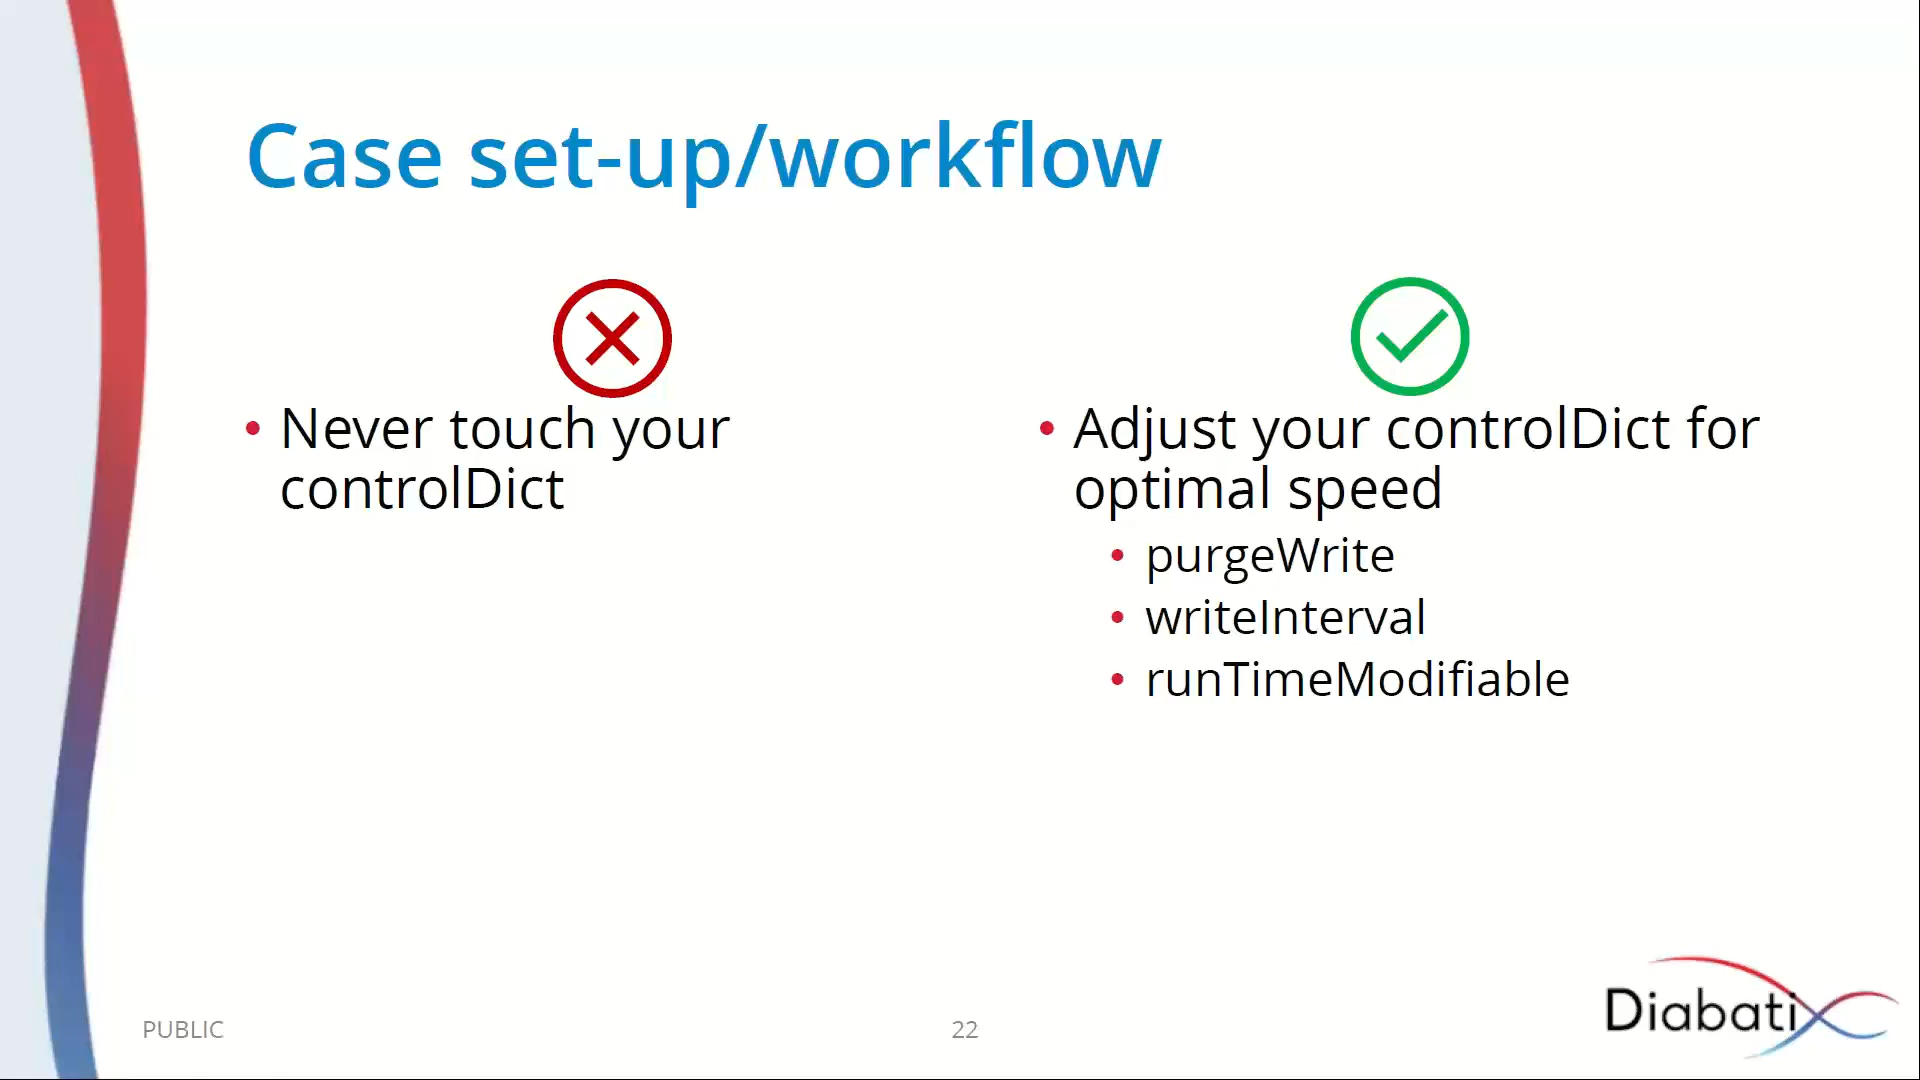 Case set-up/workflow
• Never touch your
controlDict
• Adjust your controlDict for
optimal speed
• purgeWrite
• writeInterval
• runTimeModifiable
PUBLIC
22
Diabatix